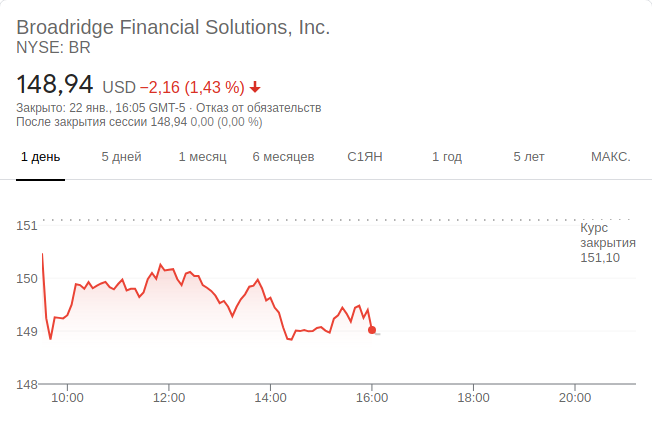 Broadridge Financial Solutions, Inc.
NYSE: BR
148,94 USD −2,16 (1,43 %)
Закрыто: 22 янв., 16:05 GMT-5 · Отказ от обязательств
После закрытия сессии 148,94 0,00 (0,00 %)
1 день 5 дней 1 месяц 6 месяцев С1ЯН 1 год 5 лет МАКС.
151
Курс
закрытия
151,10
150
149
148
10:00 12:00 14:00 16:00 18:00 20:00